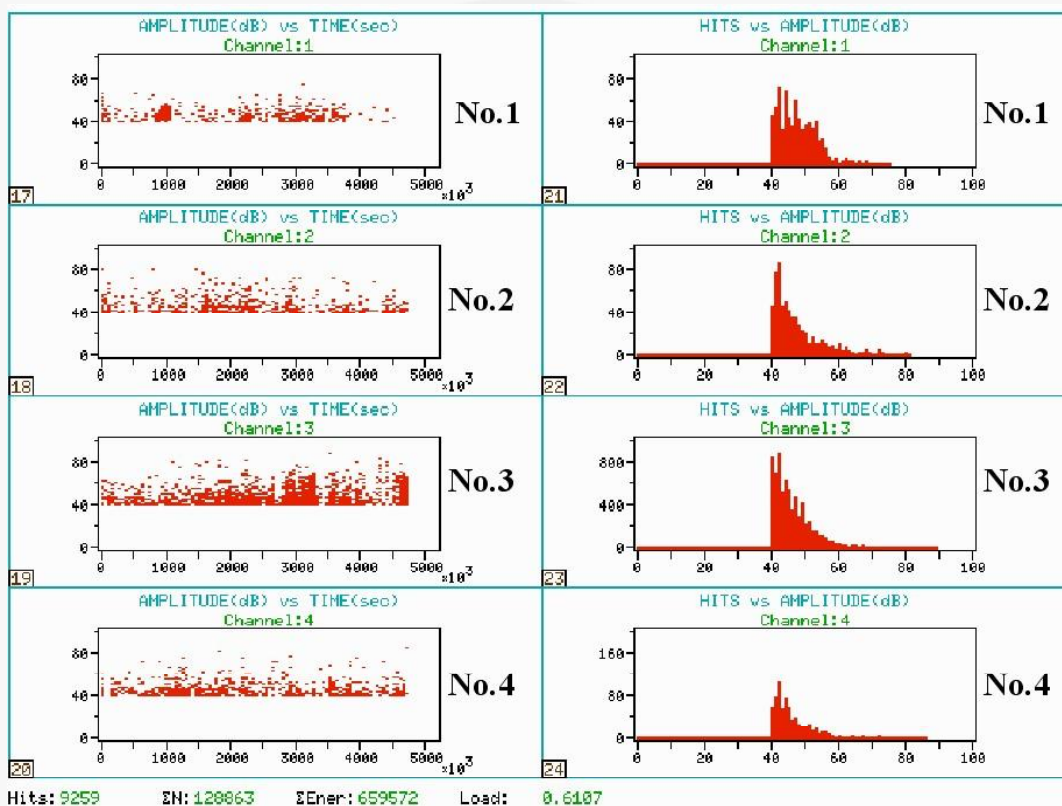 AMPLITUDE(dB) vs TIME(sec)
Channel:1
80
40
0
0 1000 2000 3000 4000 5000
×10³
17
No.1
HITS vs AMPLITUDE(dB)
Channel:1
80
40
0
0 20 40 60 80 100
21
No.1
AMPLITUDE(dB) vs TIME(sec)
Channel:2
80
40
0
0 1000 2000 3000 4000 5000
×10³
18
No.2
HITS vs AMPLITUDE(dB)
Channel:2
80
40
0
0 20 40 60 80 100
22
No.2
AMPLITUDE(dB) vs TIME(sec)
Channel:3
80
40
0
0 1000 2000 3000 4000 5000
×10³
19
No.3
HITS vs AMPLITUDE(dB)
Channel:3
800
400
0
0 20 40 60 80 100
23
No.3
AMPLITUDE(dB) vs TIME(sec)
Channel:4
80
40
0
0 1000 2000 3000 4000 5000
×10³
20
No.4
HITS vs AMPLITUDE(dB)
Channel:4
160
80
0
0 20 40 60 80 100
24
No.4
Hits: 9259 ΣN: 128863 ΣEner: 659572 Load: 0.6107